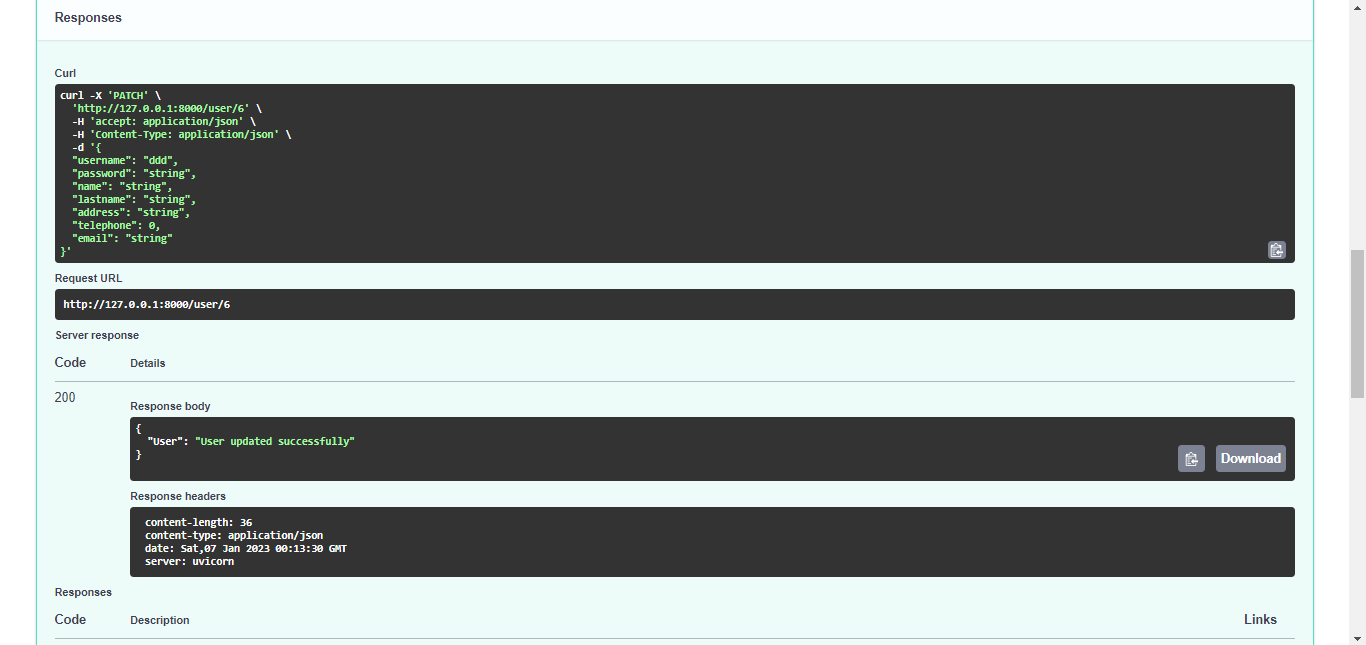 Responses
Curl
curl -X 'PATCH' \
  'http://127.0.0.1:8000/user/6' \
  -H 'accept: application/json' \
  -H 'Content-Type: application/json' \
  -d '{
  "username": "ddd",
  "password": "string",
  "name": "string",
  "lastname": "string",
  "address": "string",
  "telephone": 0,
  "email": "string"
}'
Request URL
http://127.0.0.1:8000/user/6
Server response
Code Details
200
Response body
{
  "User": "User updated successfully"
}
Download
Response headers
content-length: 36
content-type: application/json
date: Sat,07 Jan 2023 00:13:30 GMT
server: uvicorn
Responses
Code Description Links